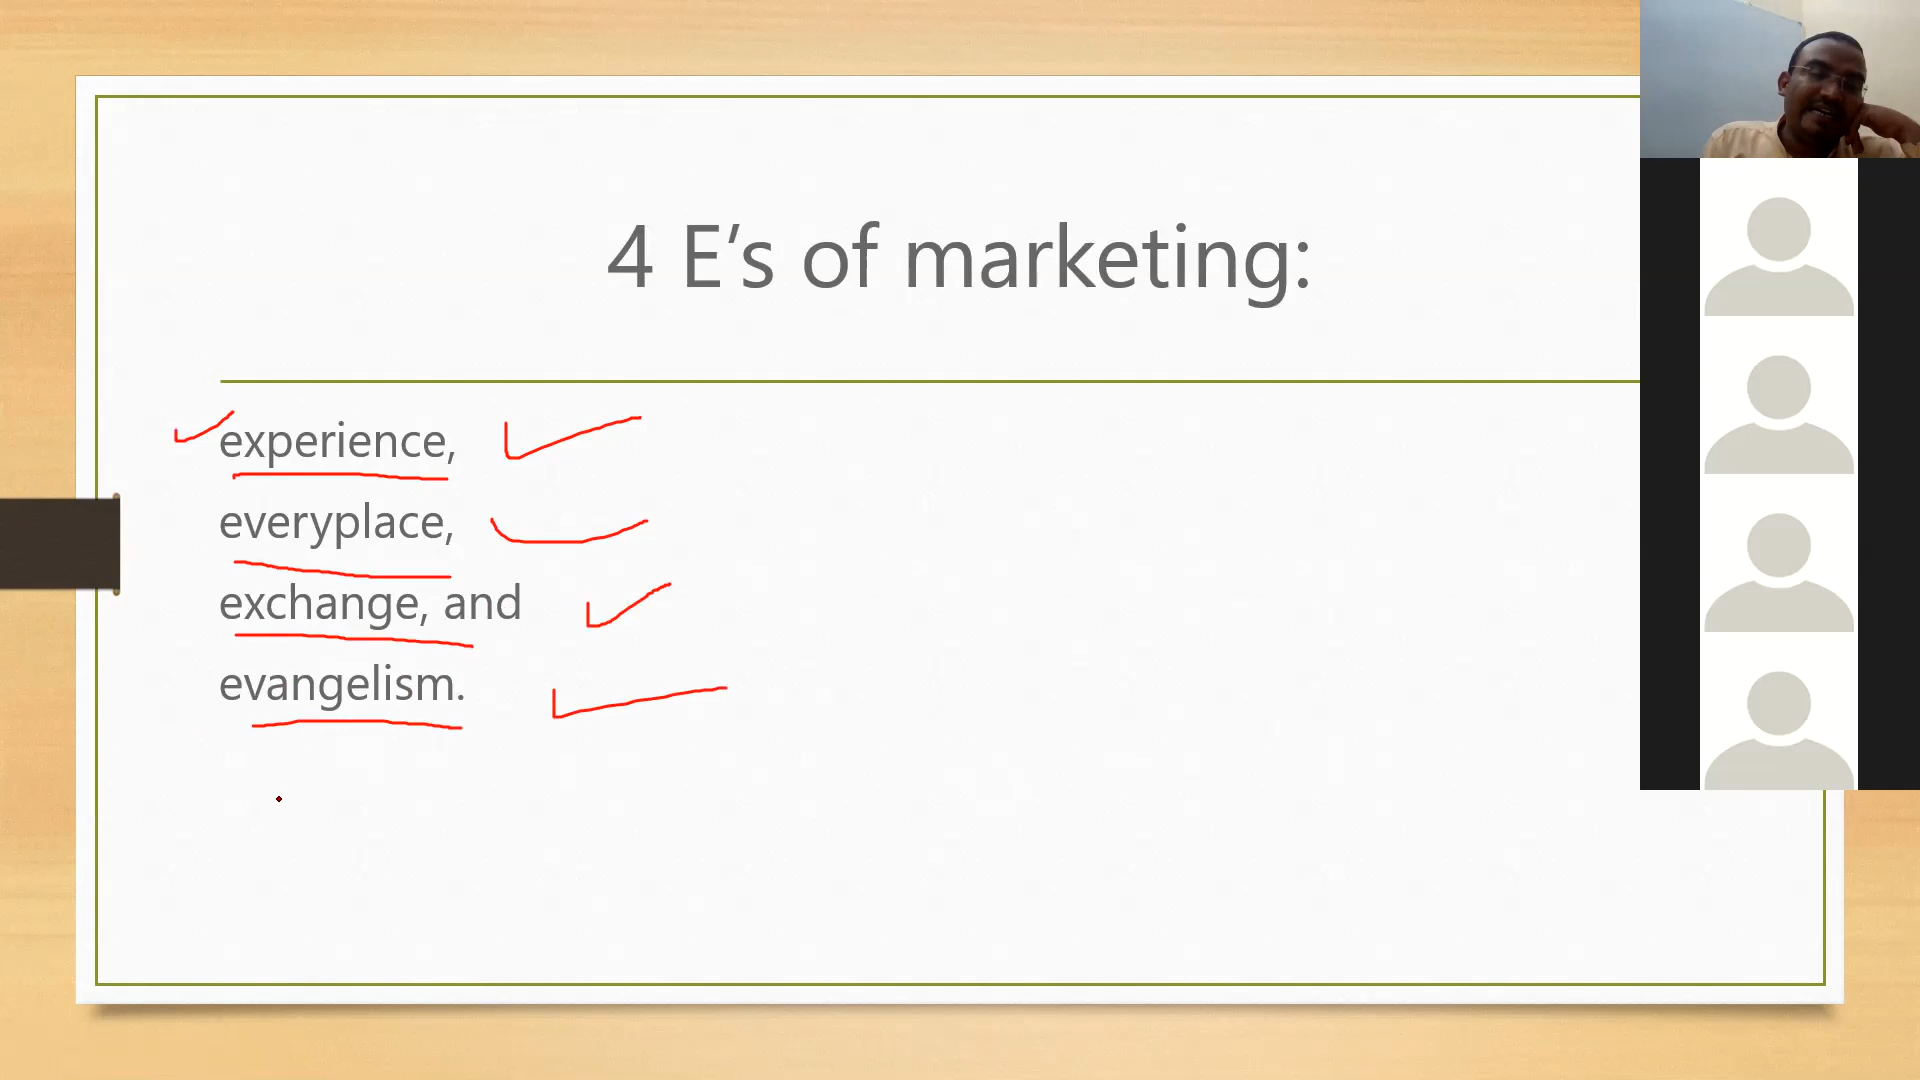 4 E’s of marketing:
experience,
everyplace,
exchange, and
evangelism.